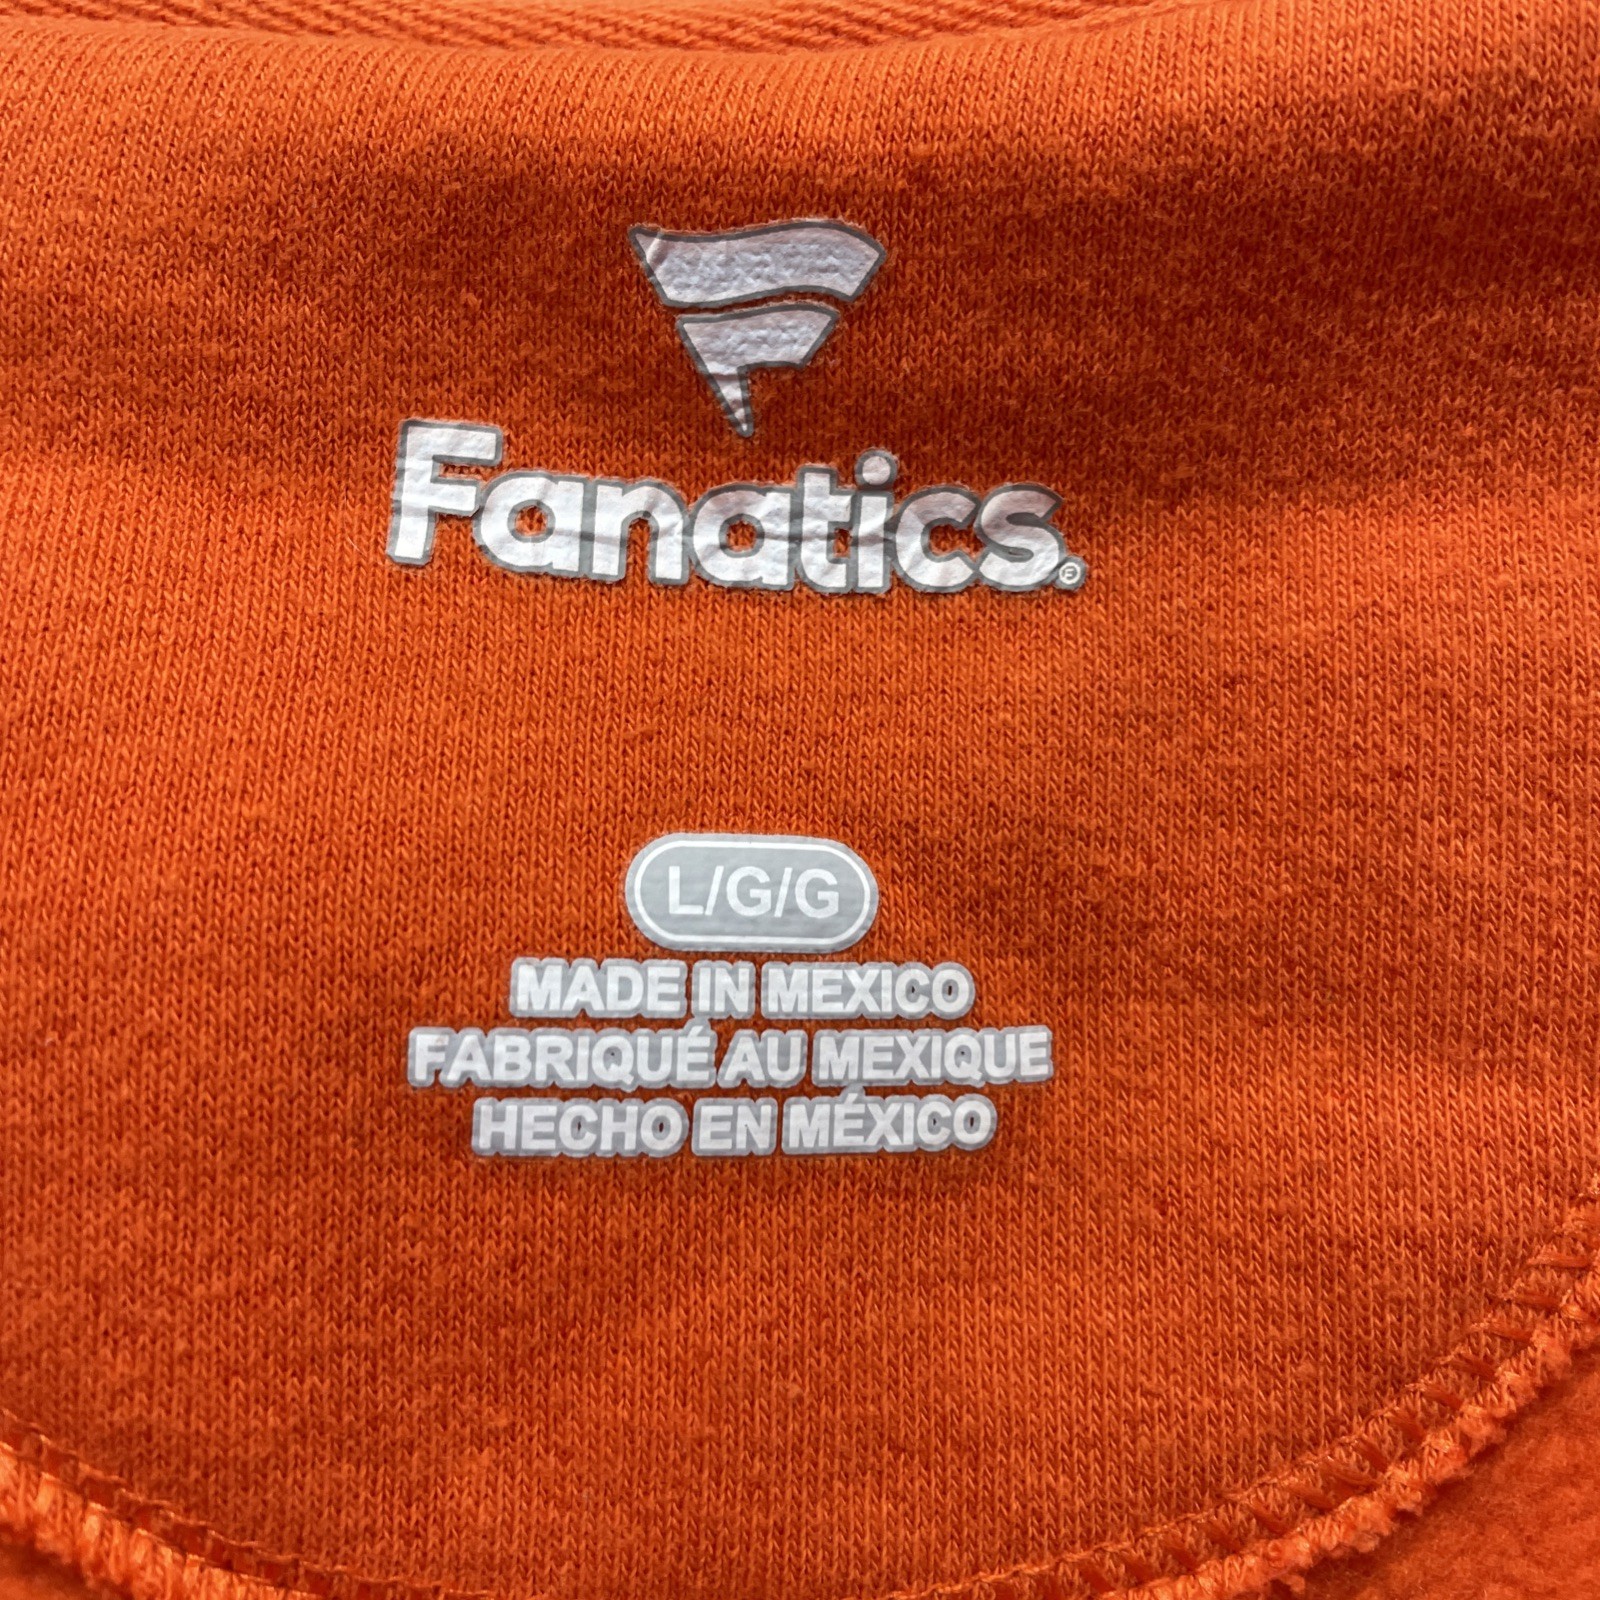 Fanatics.
L/G/G
MADE IN MEXICO
FABRIQUÉ AU MEXIQUE
HECHO EN MÉXICO